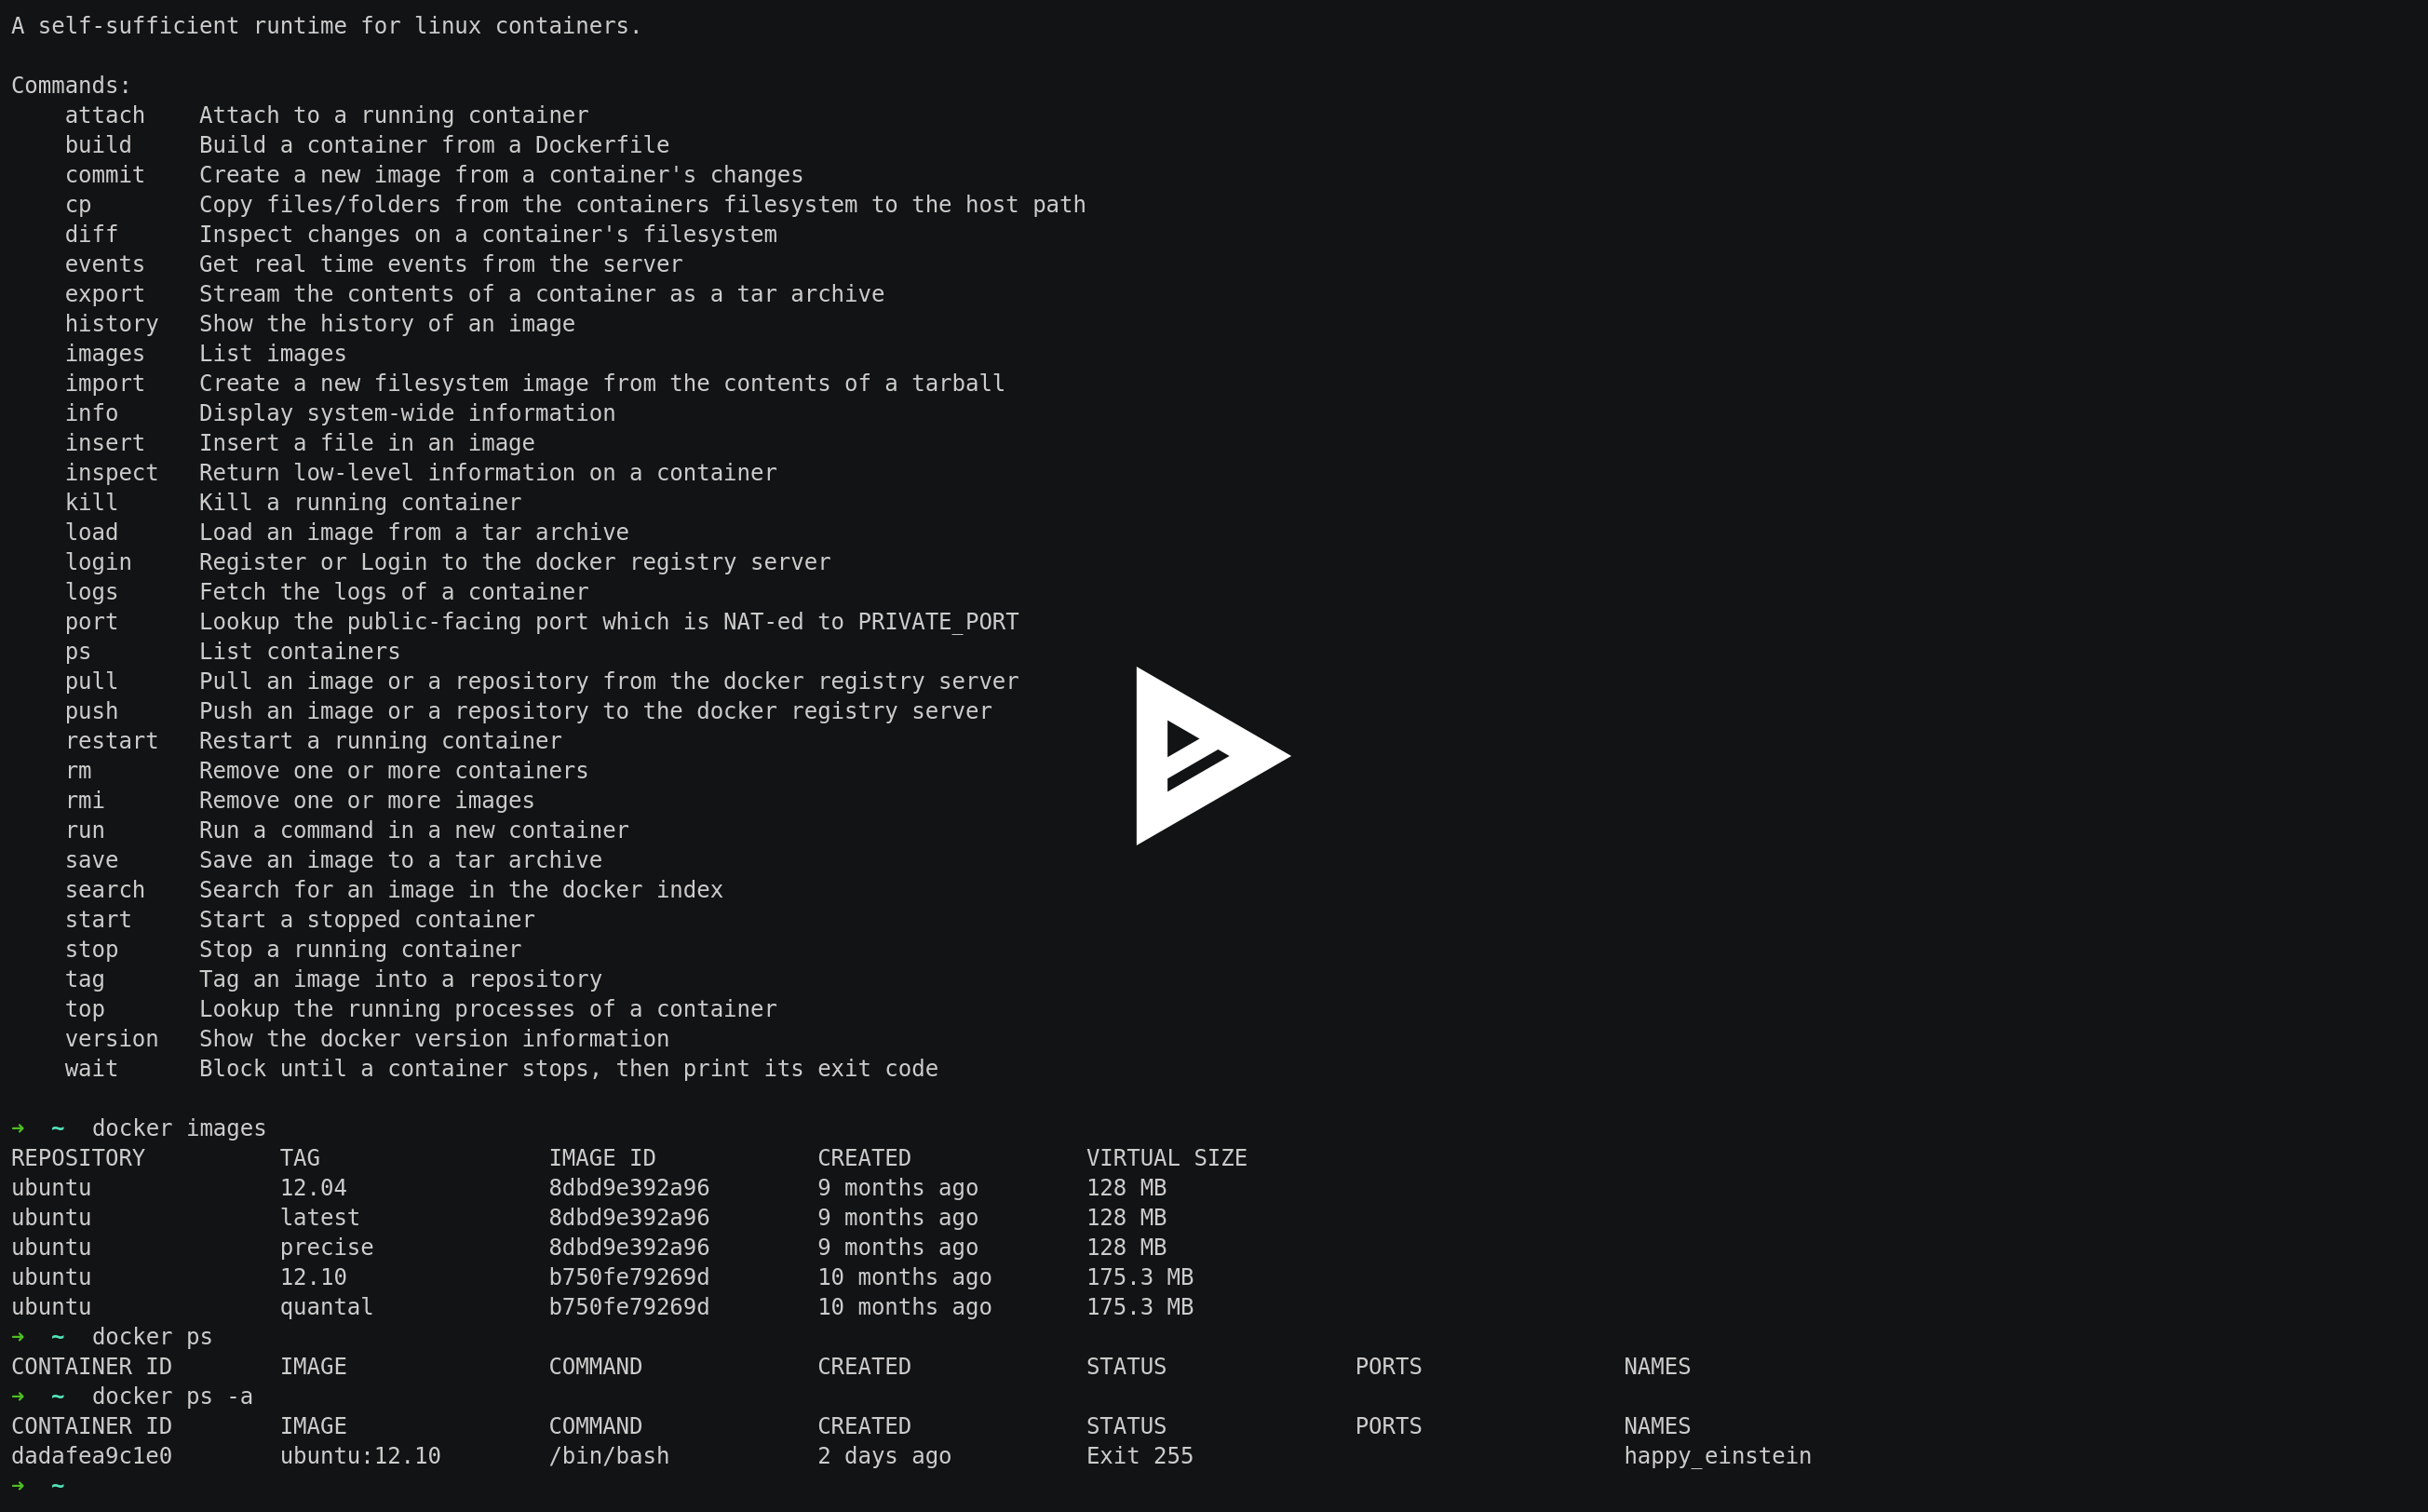 A self-sufficient runtime for linux containers.

Commands:
    attach    Attach to a running container
    build     Build a container from a Dockerfile
    commit    Create a new image from a container's changes
    cp        Copy files/folders from the containers filesystem to the host path
    diff      Inspect changes on a container's filesystem
    events    Get real time events from the server
    export    Stream the contents of a container as a tar archive
    history   Show the history of an image
    images    List images
    import    Create a new filesystem image from the contents of a tarball
    info      Display system-wide information
    insert    Insert a file in an image
    inspect   Return low-level information on a container
    kill      Kill a running container
    load      Load an image from a tar archive
    login     Register or Login to the docker registry server
    logs      Fetch the logs of a container
    port      Lookup the public-facing port which is NAT-ed to PRIVATE_PORT
    ps        List containers
    pull      Pull an image or a repository from the docker registry server
    push      Push an image or a repository to the docker registry server
    restart   Restart a running container
    rm        Remove one or more containers
    rmi       Remove one or more images
    run       Run a command in a new container
    save      Save an image to a tar archive
    search    Search for an image in the docker index
    start     Start a stopped container
    stop      Stop a running container
    tag       Tag an image into a repository
    top       Lookup the running processes of a container
    version   Show the docker version information
    wait      Block until a container stops, then print its exit code

➜  ~  docker images
REPOSITORY          TAG                 IMAGE ID            CREATED             VIRTUAL SIZE
ubuntu              12.04               8dbd9e392a96        9 months ago        128 MB
ubuntu              latest              8dbd9e392a96        9 months ago        128 MB
ubuntu              precise             8dbd9e392a96        9 months ago        128 MB
ubuntu              12.10               b750fe79269d        10 months ago       175.3 MB
ubuntu              quantal             b750fe79269d        10 months ago       175.3 MB
➜  ~  docker ps
CONTAINER ID        IMAGE               COMMAND             CREATED             STATUS              PORTS               NAMES
➜  ~  docker ps -a
CONTAINER ID        IMAGE               COMMAND             CREATED             STATUS              PORTS               NAMES
dadafea9c1e0        ubuntu:12.10        /bin/bash           2 days ago          Exit 255                                happy_einstein
➜  ~